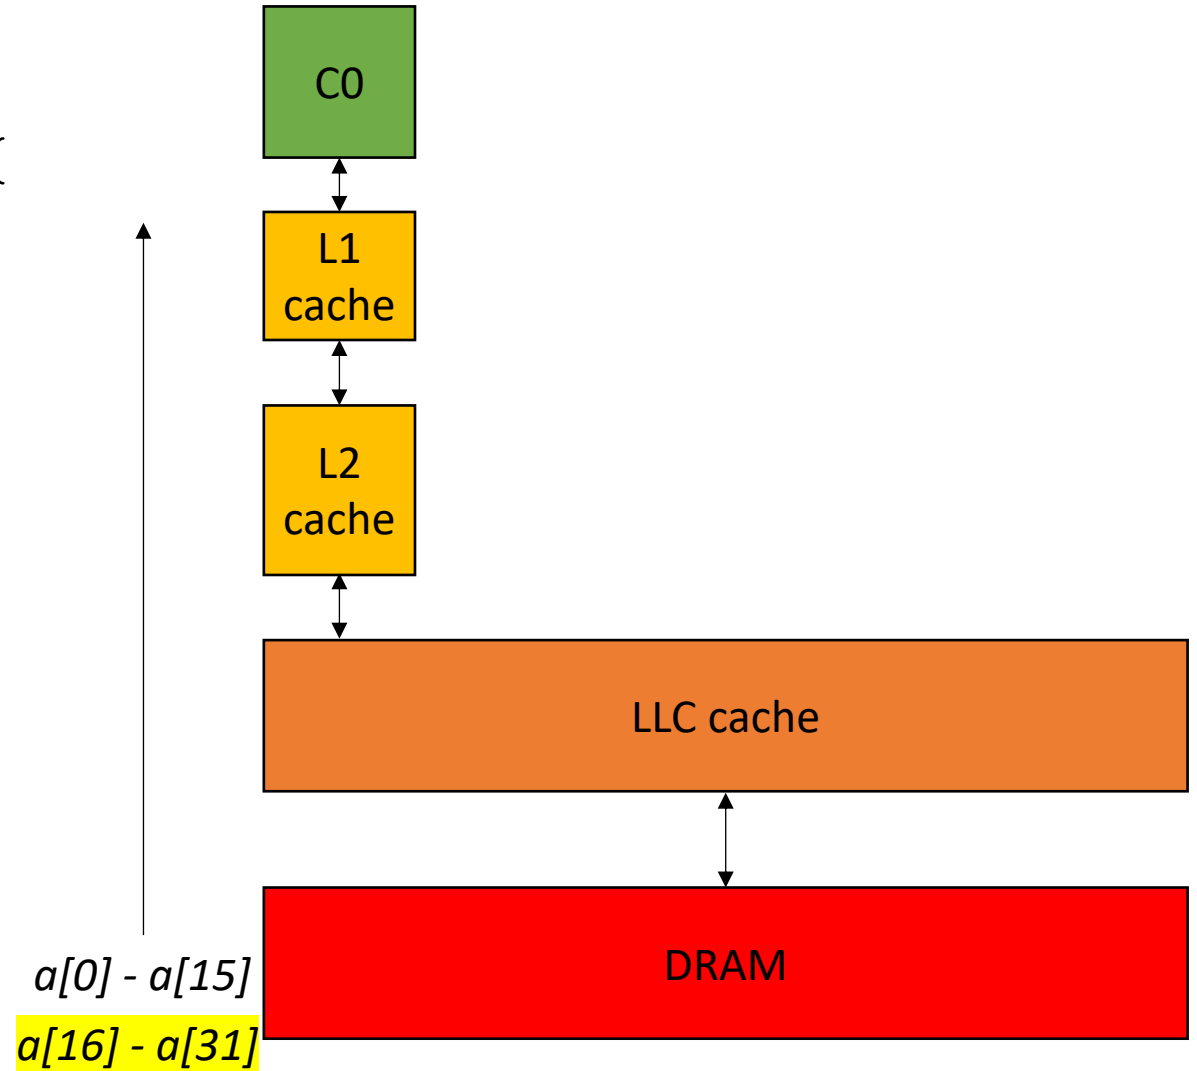 C0
{
L1
cache
L2
cache
LLC cache
DRAM
a[0] - a[15]
a[16] - a[31]